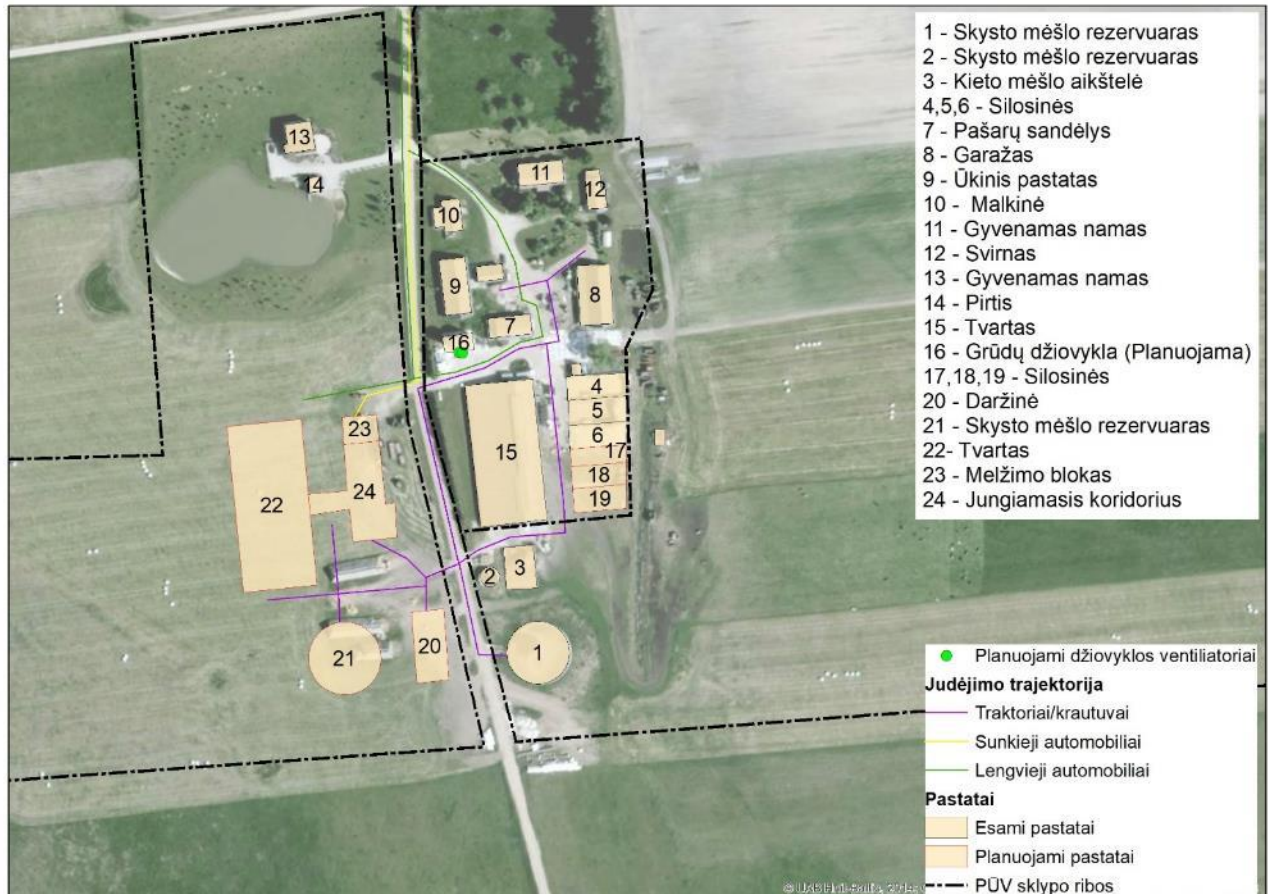 1 - Skysto mėšlo rezervuaras
2 - Skysto mėšlo rezervuaras
3 - Kieto mėšlo aikštelė
4,5,6 - Silosinės
7 - Pašarų sandėlys
8 - Garažas
9 - Ūkinis pastatas
10 - Malkinė
11 - Gyvenamas namas
12 - Svirnas
13 - Gyvenamas namas
14 - Pirtis
15 - Tvartas
16 - Grūdų džiovykla (Planuojama)
17,18,19 - Silosinės
20 - Daržinė
21 - Skysto mėšlo rezervuaras
22- Tvartas
23 - Melžimo blokas
24 - Jungiamasis koridorius
13
14
11
12
10
9
8
7
16
4
5
6
17
18
19
15
23
24
22
3
2
20
21
1
Planuojami džiovyklos ventiliatoriai
Judėjimo trajektorija
Traktoriai/krautuvai
Sunkieji automobiliai
Lengvieji automobiliai
Pastatai
Esami pastatai
Planuojami pastatai
PŪV sklypo ribos